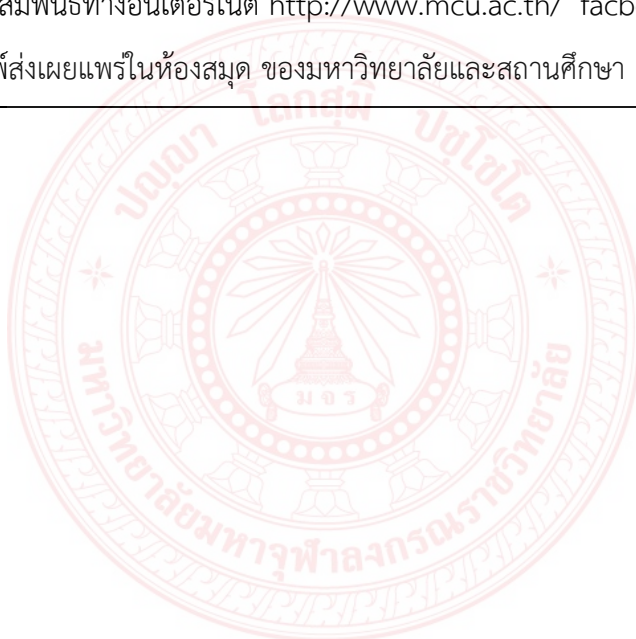 สัมพันธ์ทางอินเตอร์เน็ต http://www.mcu.ac.th/ facb
พ์ส่งเผยแพร่ในห้องสมุด ของมหาวิทยาลัยและสถานศึกษา
ปญฺญา โลกสฺมิ ปชฺโชโต
มจร
มหาวิทยาลัยมหาจุฬาลงกรณราชวิทยาลัย